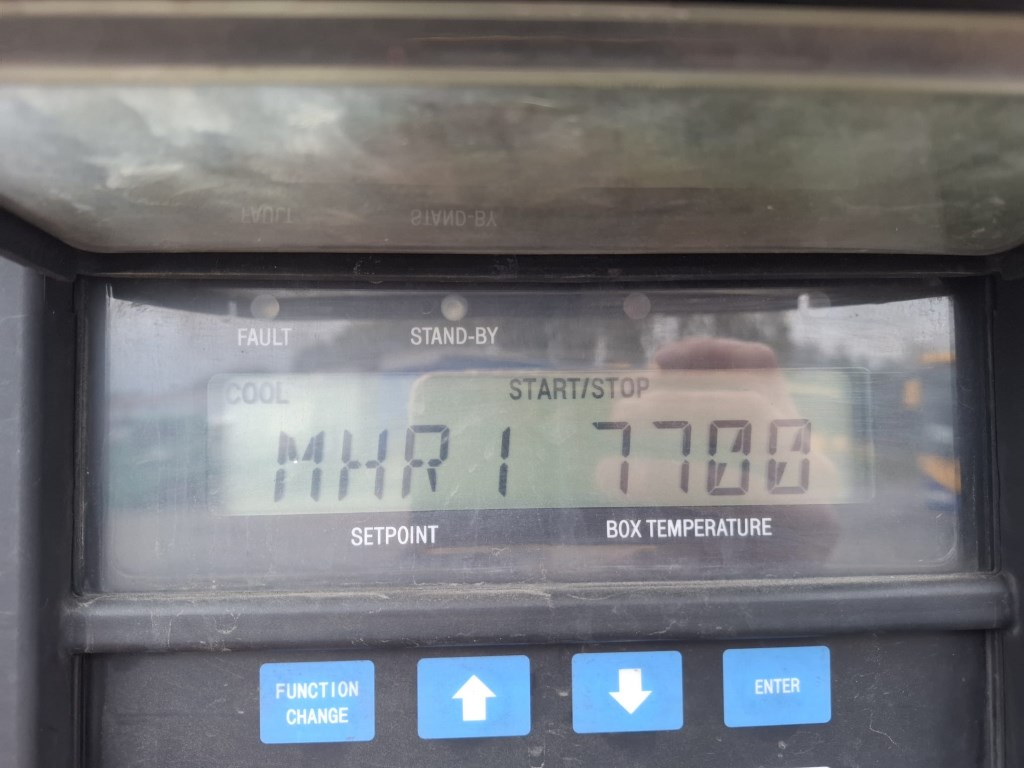 FAULT STAND-BY
FAULT STAND-BY
COOL START/STOP
MHR1 7700
SETPOINT BOX TEMPERATURE
FUNCTION CHANGE ENTER